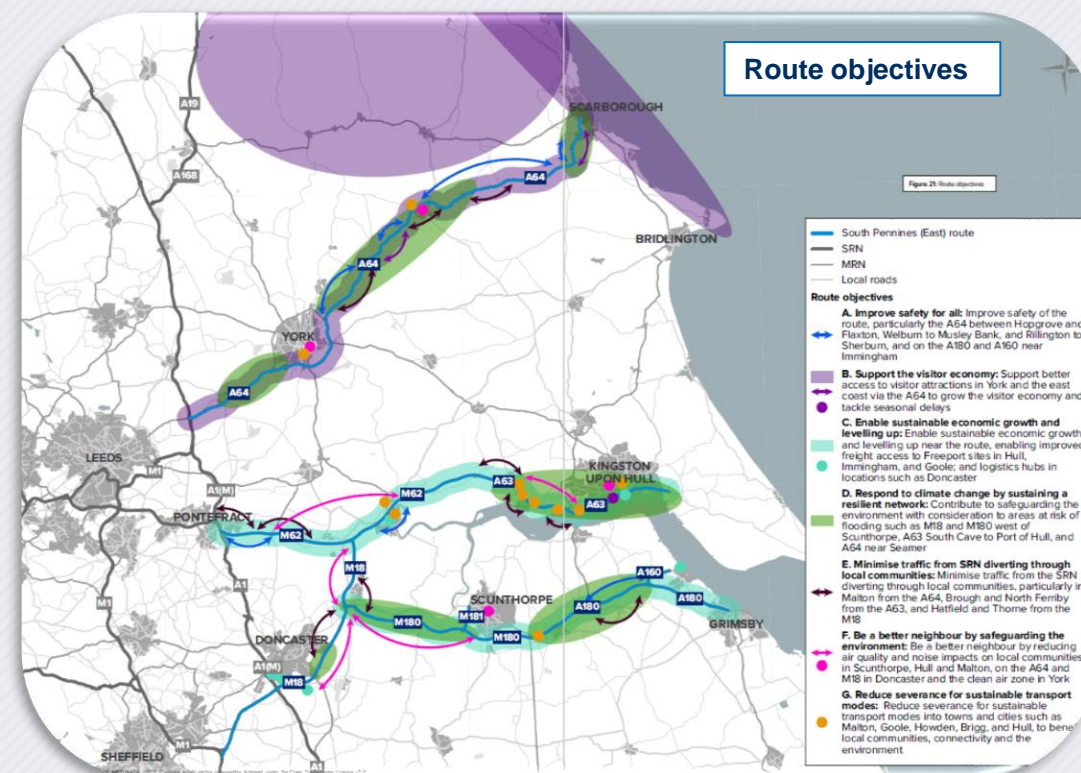 Route objectives
SCARBOROUGH
A19
A168
A64
Figure 21: Route objectives
BRIDLINGTON
A64
YORK
A64
LEEDS
M1
A1(M)
PONTEFRACT
M62
M62
A63
KINGSTON
UPON HULL
A63
M18
A1
M1
M180
M181
SCUNTHORPE
M180
A180
A160
A180
GRIMSBY
DONCASTER
A1(M)
M18
M1
SHEFFIELD
A1
South Pennines (East) route
SRN
MRN
Local roads
Route objectives
A. Improve safety for all: Improve safety of the
route, particularly the A64 between Hopgrove and
Flaxton, Welburn to Musley Bank, and Rillington to
Sherburn, and on the A180 and A160 near
Immingham
B. Support the visitor economy: Support better
access to visitor attractions in York and the east
coast via the A64 to grow the visitor economy and
tackle seasonal delays
C. Enable sustainable economic growth and
levelling up: Enable sustainable economic growth
and levelling up near the route, enabling improved
freight access to Freeport sites in Hull,
Immingham, and Goole; and logistics hubs in
locations such as Doncaster
D. Respond to climate change by sustaining a
resilient network: Contribute to safeguarding the
environment with consideration to areas at risk of
flooding such as M18 and M180 west of
Scunthorpe, A63 South Cave to Port of Hull, and
A64 near Seamer
E. Minimise traffic from SRN diverting through
local communities: Minimise traffic from the SRN
diverting through local communities, particularly in
Malton from the A64, Brough and North Ferriby
from the A63, and Hatfield and Thorne from the
M18
F. Be a better neighbour by safeguarding the
environment: Be a better neighbour by reducing
air quality and noise impacts on local communities
in Scunthorpe, Hull and Malton, on the A64 and
M18 in Doncaster and the clean air zone in York
G. Reduce severance for sustainable transport
modes: Reduce severance for sustainable
transport modes into towns and cities such as
Malton, Goole, Howden, Brigg, and Hull, to benefit
local communities, connectivity and the
environment